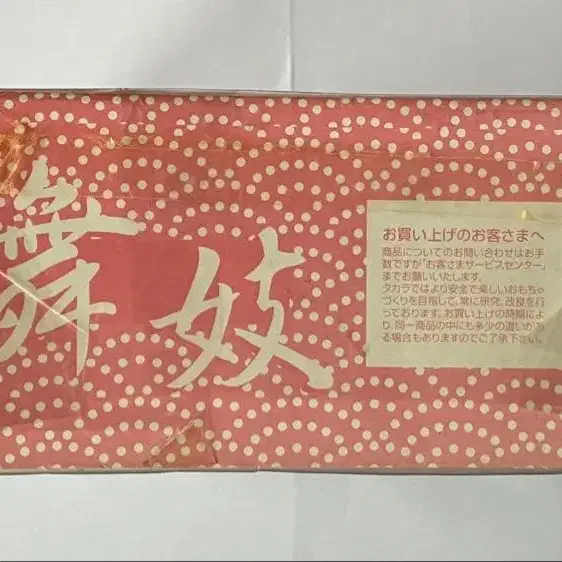 舞妓
お買い上げのお客さまへ
商品についてのお問い合わせはお手
数ですが「お客さまサービスセンター」
までお願いいたします。
タカラではより安全で楽しいおもちゃ
づくりを目指して、常に研究、改良を行
っております。お買い上げの時期によ
り、同一商品の中にも多少の違いがあ
る場合もありますのでご了承下さい。